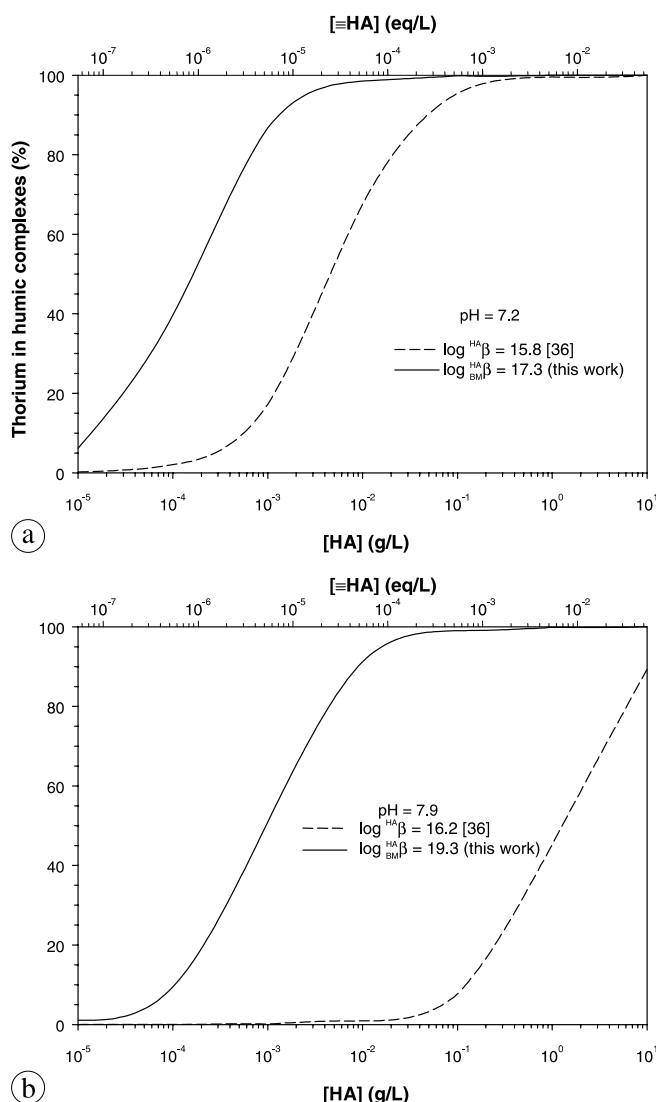 [≡HA] (eq/L)
10⁻⁷ 10⁻⁶ 10⁻⁵ 10⁻⁴ 10⁻³ 10⁻²
100
80
60
40
20
0
Thorium in humic complexes (%)
pH = 7.2
log ᴴᴬβ = 15.8 [36]
log ᴴᴬ_BMβ = 17.3 (this work)
10⁻⁵ 10⁻⁴ 10⁻³ 10⁻² 10⁻¹ 10⁰ 10¹
[HA] (g/L)
a
[≡HA] (eq/L)
10⁻⁷ 10⁻⁶ 10⁻⁵ 10⁻⁴ 10⁻³ 10⁻²
100
80
60
40
20
0
pH = 7.9
log ᴴᴬβ = 16.2 [36]
log ᴴᴬ_BMβ = 19.3 (this work)
10⁻⁵ 10⁻⁴ 10⁻³ 10⁻² 10⁻¹ 10⁰ 10¹
[HA] (g/L)
b